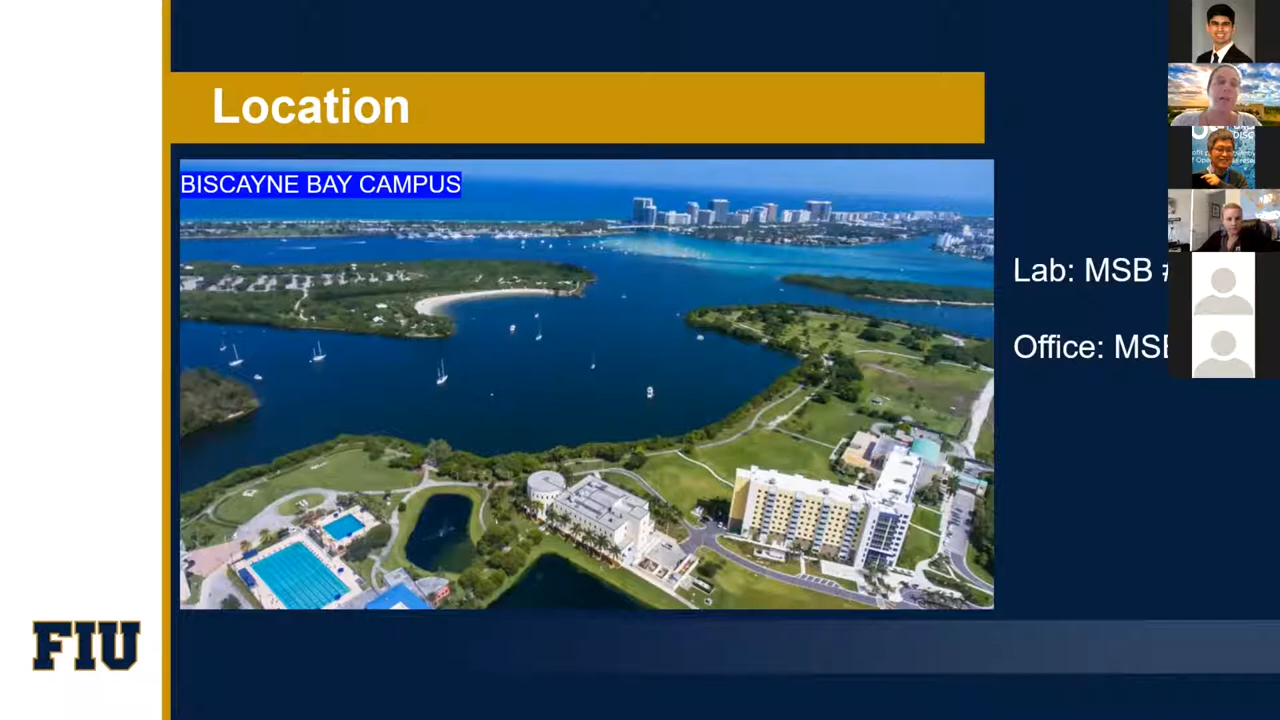 Location
BISCAYNE BAY CAMPUS
Lab: MSB
Office: MSB
FIU